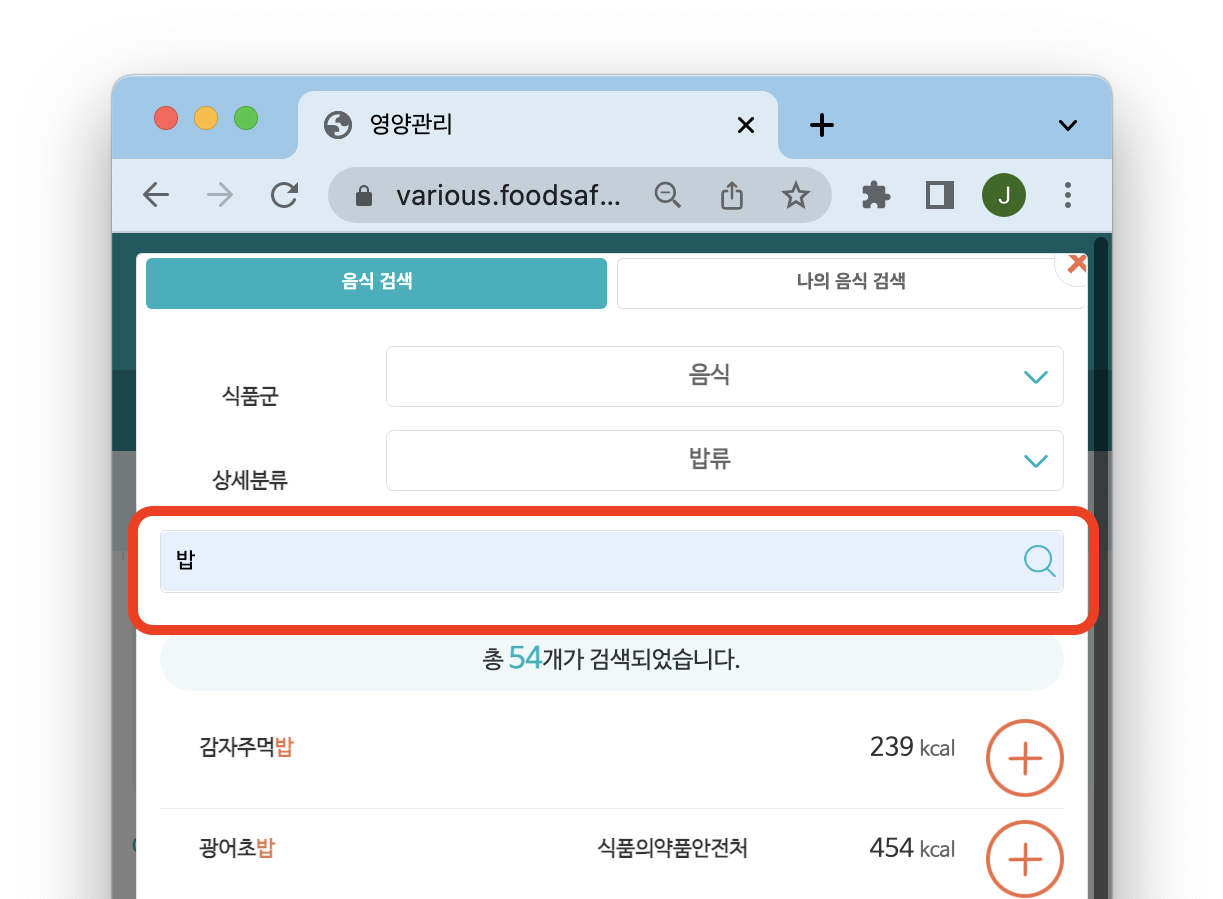 영양관리
various.foodsaf...
J
음식 검색
나의 음식 검색
식품군
음식
상세분류
밥류
밥
총 54개가 검색되었습니다.
감자주먹밥 239 kcal
광어초밥 식품의약품안전처 454 kcal